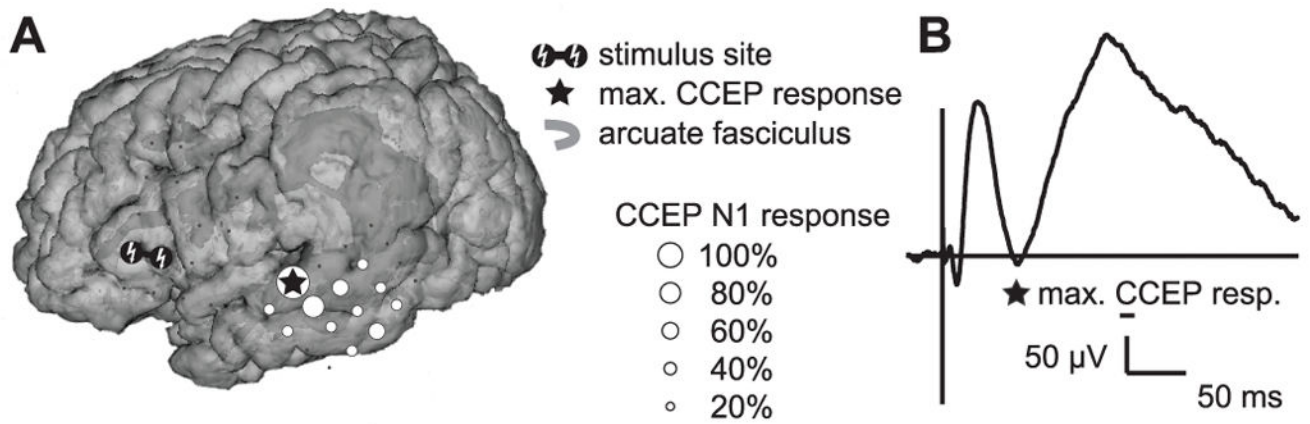 A
stimulus site
max. CCEP response
arcuate fasciculus
CCEP N1 response
100%
80%
60%
40%
20%
B
max. CCEP resp.
50 µV
50 ms